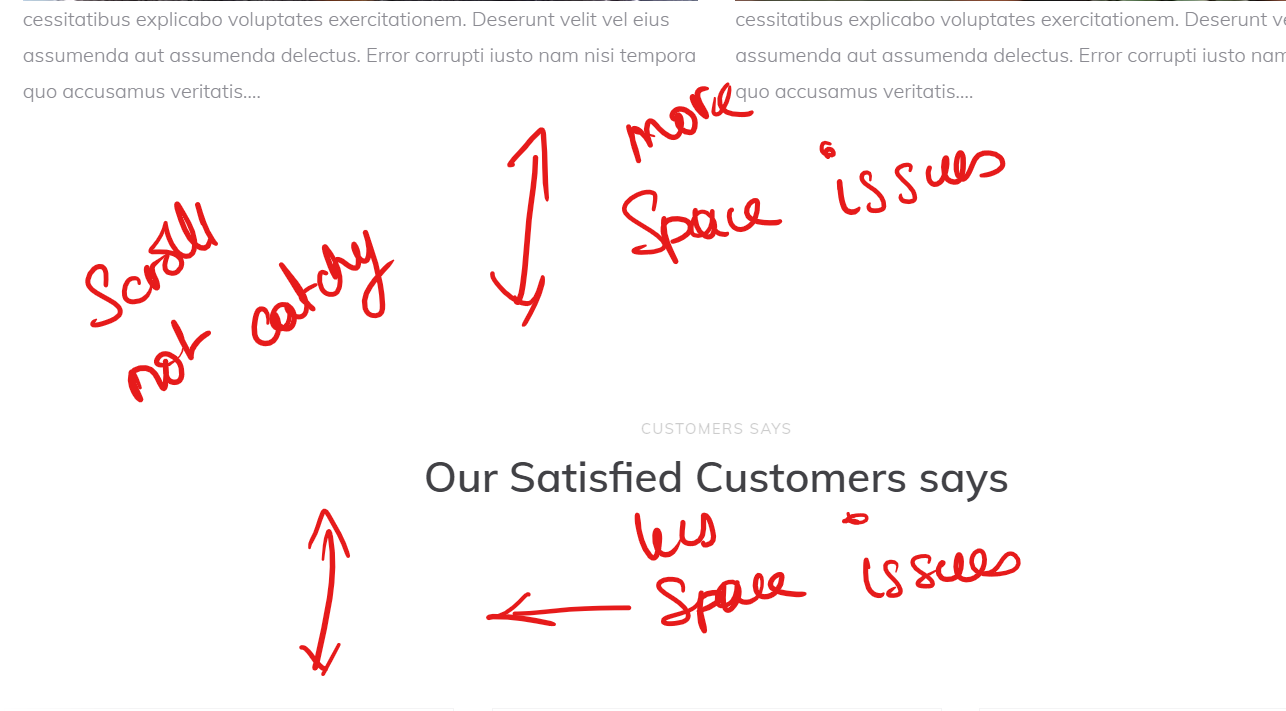 cessitatibus explicabo voluptates exercitationem. Deserunt velit vel eius
assumenda aut assumenda delectus. Error corrupti iusto nam nisi tempora
quo accusamus veritatis....
cessitatibus explicabo voluptates exercitationem. Deserunt ve
assumenda aut assumenda delectus. Error corrupti iusto nam
quo accusamus veritatis....
more
Space issues
Scroll
not catchy
CUSTOMERS SAYS
Our Satisfied Customers says
les
Space issues